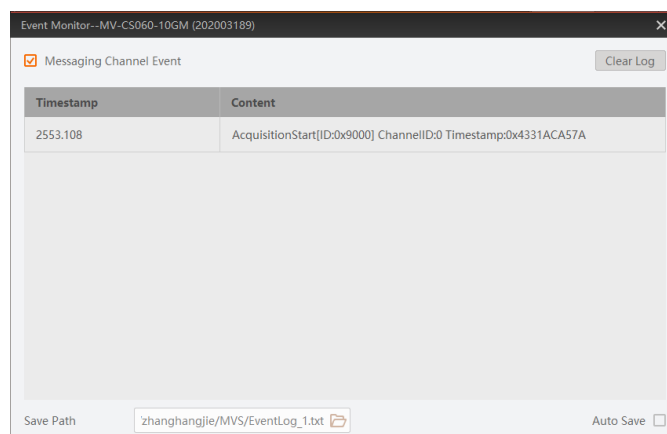 Event Monitor--MV-CS060-10GM (202003189)
Messaging Channel Event
Clear Log
Timestamp Content
2553.108 AcquisitionStart[ID:0x9000] ChannelID:0 Timestamp:0x4331ACA57A
Save Path 'zhanghangjie/MVS/EventLog_1.txt Auto Save